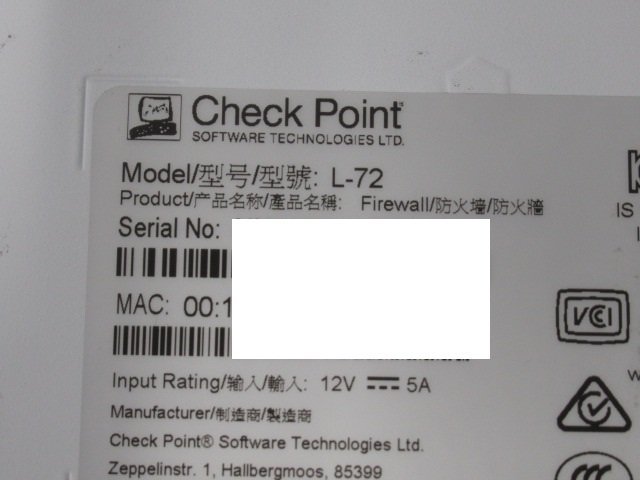 Check Point
SOFTWARE TECHNOLOGIES LTD.
Model/型号/型號: L-72
Product/产品名称/產品名稱: Firewall/防火墙/防火牆
Serial No:
IS
MAC: 00:1
VCI
Input Rating/输入/輸入: 12V ⎓ 5A
Manufacturer/制造商/製造商
Check Point® Software Technologies Ltd.
Zeppelinstr. 1, Hallbergmoos, 85399